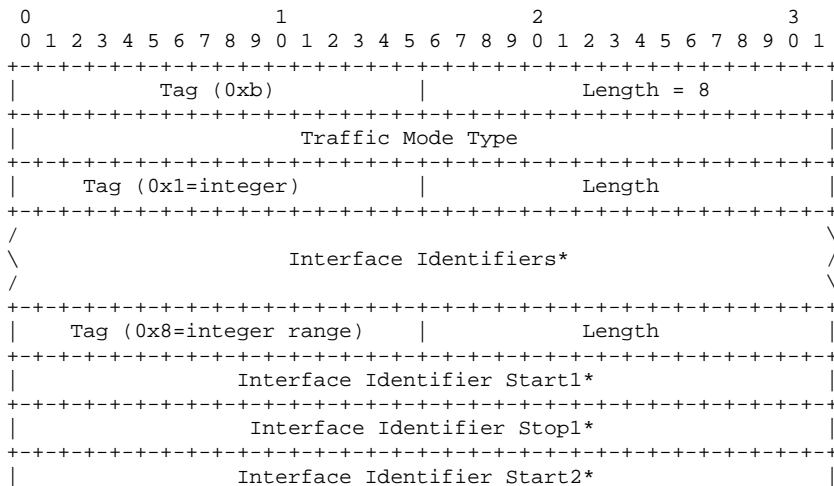 0                   1                   2                   3
 0 1 2 3 4 5 6 7 8 9 0 1 2 3 4 5 6 7 8 9 0 1 2 3 4 5 6 7 8 9 0 1
+-+-+-+-+-+-+-+-+-+-+-+-+-+-+-+-+-+-+-+-+-+-+-+-+-+-+-+-+-+-+-+-+
|           Tag (0xb)           |            Length = 8         |
+-+-+-+-+-+-+-+-+-+-+-+-+-+-+-+-+-+-+-+-+-+-+-+-+-+-+-+-+-+-+-+-+
|                      Traffic Mode Type                        |
+-+-+-+-+-+-+-+-+-+-+-+-+-+-+-+-+-+-+-+-+-+-+-+-+-+-+-+-+-+-+-+-+
|     Tag (0x1=integer)         |            Length             |
+-+-+-+-+-+-+-+-+-+-+-+-+-+-+-+-+-+-+-+-+-+-+-+-+-+-+-+-+-+-+-+-+
/                                                               \
\                     Interface Identifiers*                    /
/                                                               \
+-+-+-+-+-+-+-+-+-+-+-+-+-+-+-+-+-+-+-+-+-+-+-+-+-+-+-+-+-+-+-+-+
|    Tag (0x8=integer range)    |            Length             |
+-+-+-+-+-+-+-+-+-+-+-+-+-+-+-+-+-+-+-+-+-+-+-+-+-+-+-+-+-+-+-+-+
|                 Interface Identifier Start1*                  |
+-+-+-+-+-+-+-+-+-+-+-+-+-+-+-+-+-+-+-+-+-+-+-+-+-+-+-+-+-+-+-+-+
|                  Interface Identifier Stop1*                  |
+-+-+-+-+-+-+-+-+-+-+-+-+-+-+-+-+-+-+-+-+-+-+-+-+-+-+-+-+-+-+-+-+
|                 Interface Identifier Start2*                  |